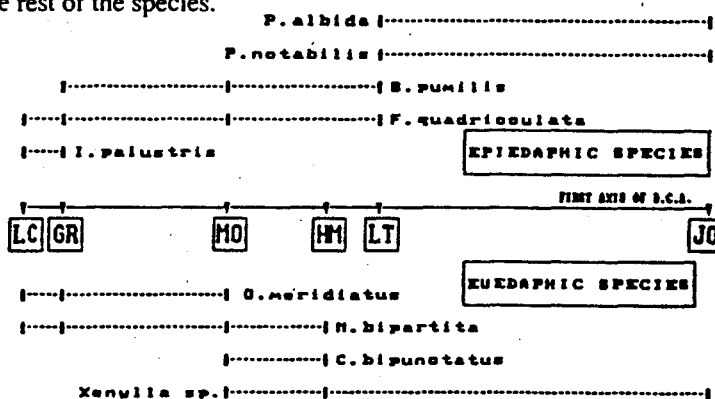 e rest of the species.
P.albida
P.notabilis
B.pumilis
F.quadrioculata
I.palustris
EPIEDAPHIC SPECIES
FIRST AXIS OF D.C.A.
LC GR MO HM LT JO
EUEDAPHIC SPECIES
O.meridiatus
M.bipartita
C.bipunctatus
Xenylla sp.